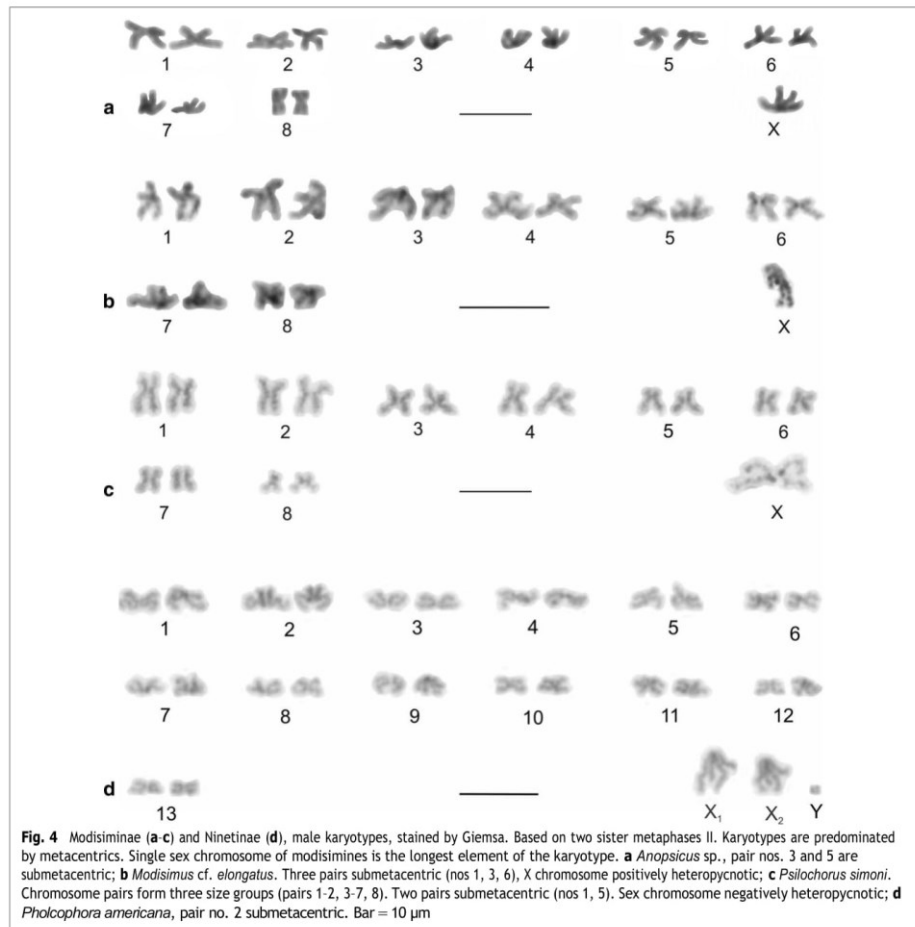 1 2 3 4 5 6
a
7 8 X
1 2 3 4 5 6
b
7 8 X
1 2 3 4 5 6
c
7 8 X
1 2 3 4 5 6
7 8 9 10 11 12
d
13 X₁ X₂ Y
Fig. 4 Modisiminae (a-c) and Ninetinae (d), male karyotypes, stained by Giemsa. Based on two sister metaphases II. Karyotypes are predominated
by metacentrics. Single sex chromosome of modisimines is the longest element of the karyotype. a Anopsicus sp., pair nos. 3 and 5 are
submetacentric; b Modisimus cf. elongatus. Three pairs submetacentric (nos 1, 3, 6), X chromosome positively heteropycnotic; c Psilochorus simoni.
Chromosome pairs form three size groups (pairs 1-2, 3-7, 8). Two pairs submetacentric (nos 1, 5). Sex chromosome negatively heteropycnotic; d
Pholcophora americana, pair no. 2 submetacentric. Bar = 10 μm